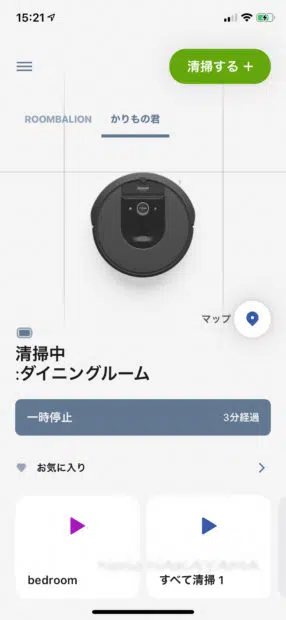 15:21
清掃する +
ROOMBALION かりもの君
マップ
清掃中
:ダイニングルーム
一時停止 3分経過
お気に入り
bedroom すべて清掃 1